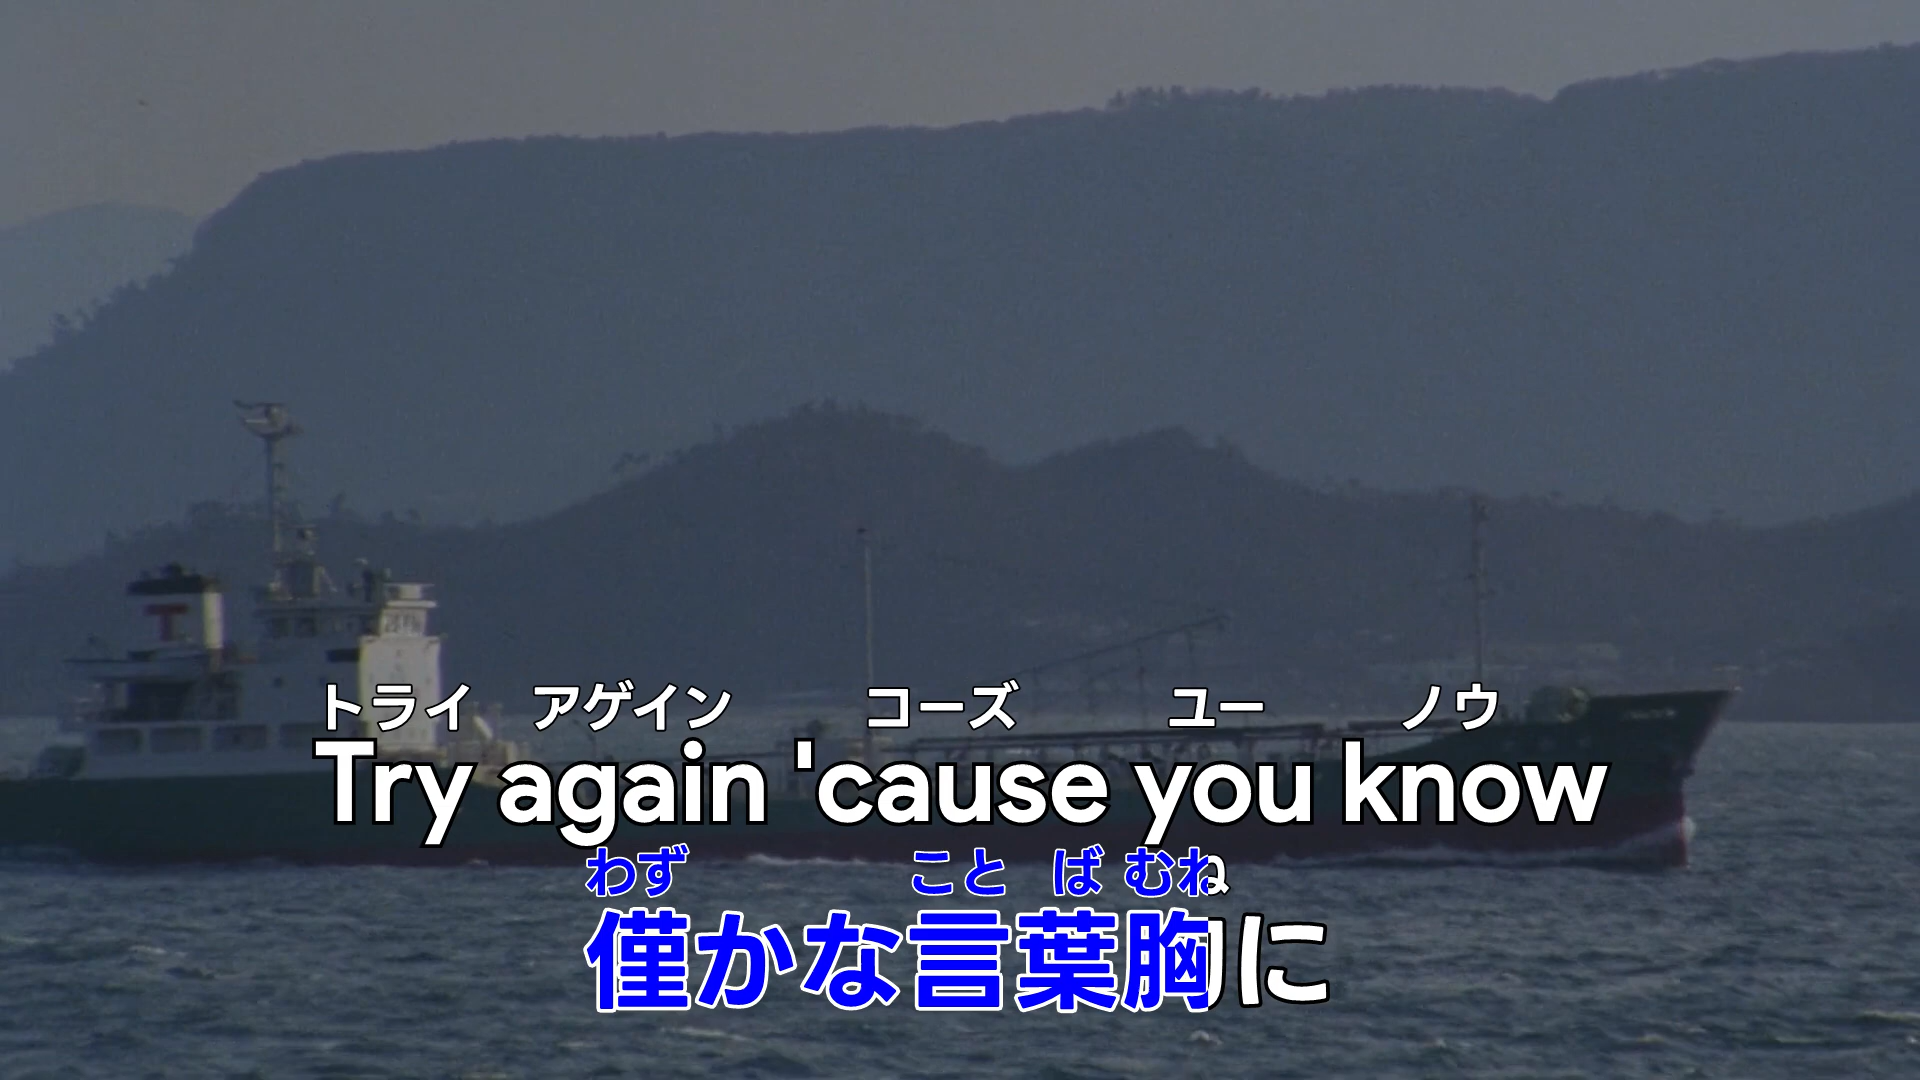 トライ アゲイン コーズ ユー ノウ
Try again 'cause you know
わず こと ば むね
僅かな言葉胸に
T